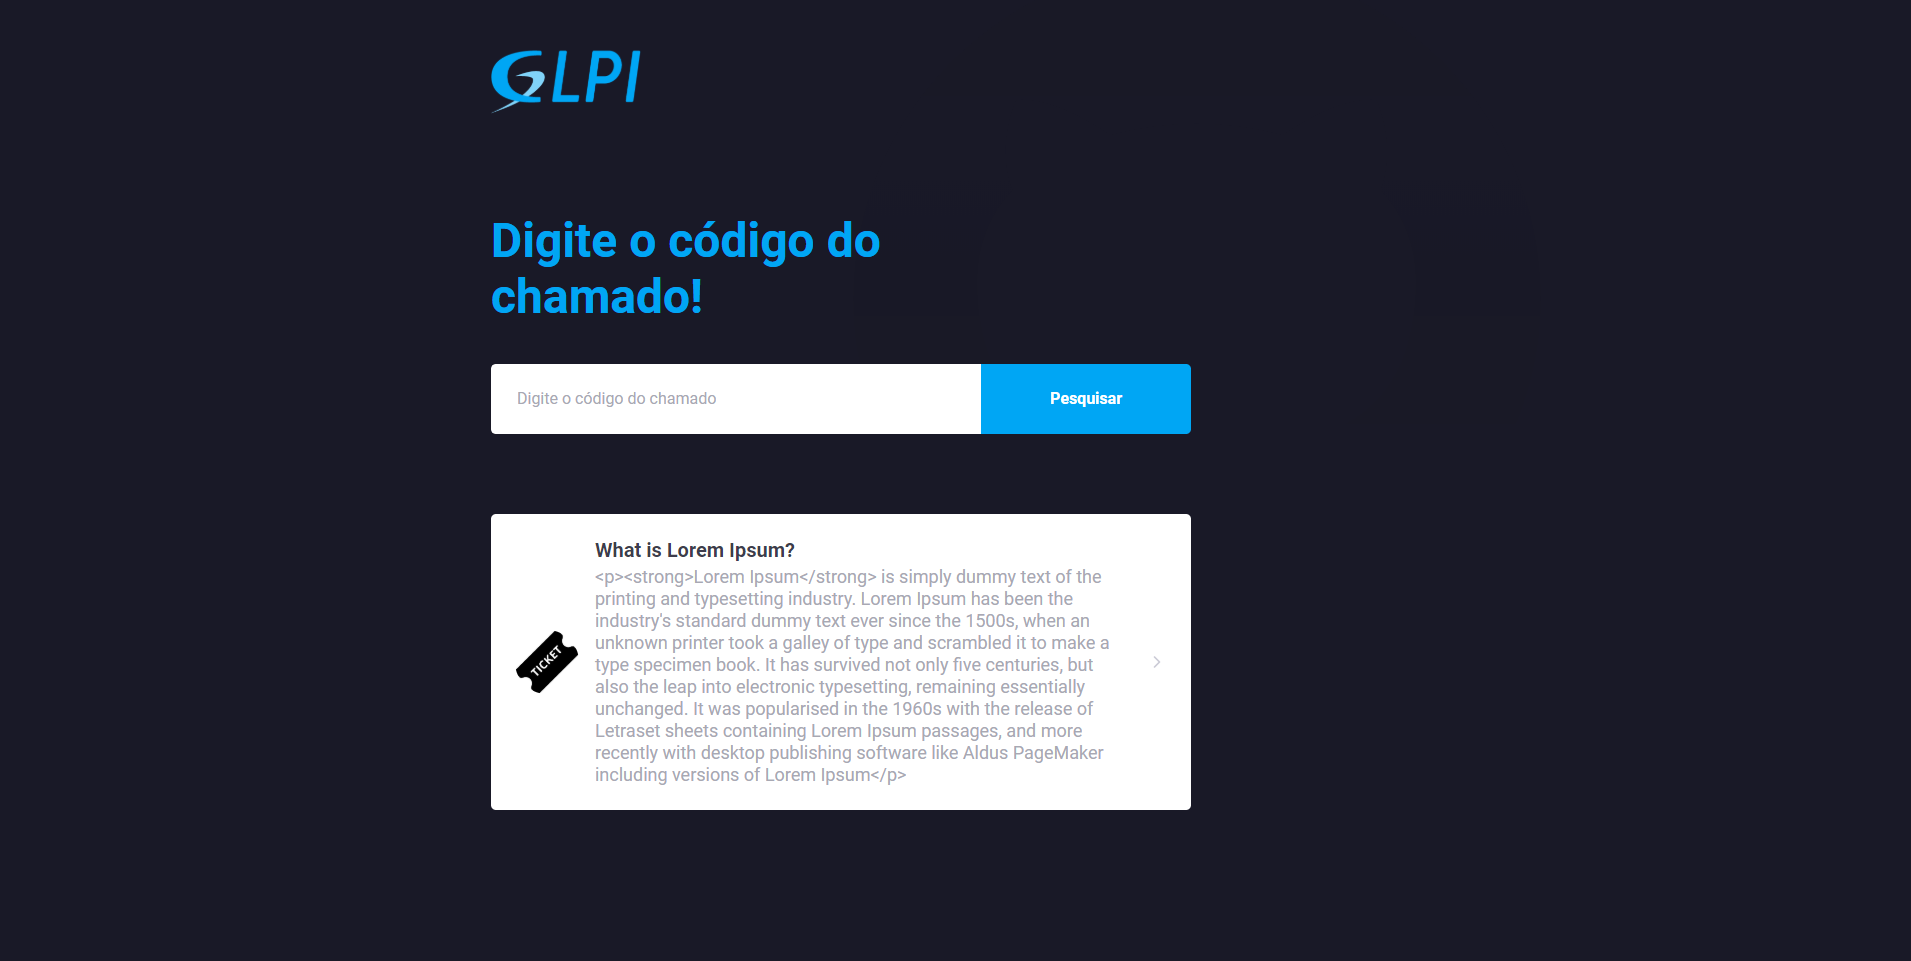 GLPI
Digite o código do
chamado!
Digite o código do chamado
Pesquisar
What is Lorem Ipsum?
<p><strong>Lorem Ipsum</strong> is simply dummy text of the
printing and typesetting industry. Lorem Ipsum has been the
industry's standard dummy text ever since the 1500s, when an
unknown printer took a galley of type and scrambled it to make a
type specimen book. It has survived not only five centuries, but
also the leap into electronic typesetting, remaining essentially
unchanged. It was popularised in the 1960s with the release of
Letraset sheets containing Lorem Ipsum passages, and more
recently with desktop publishing software like Aldus PageMaker
including versions of Lorem Ipsum</p>
TICKET